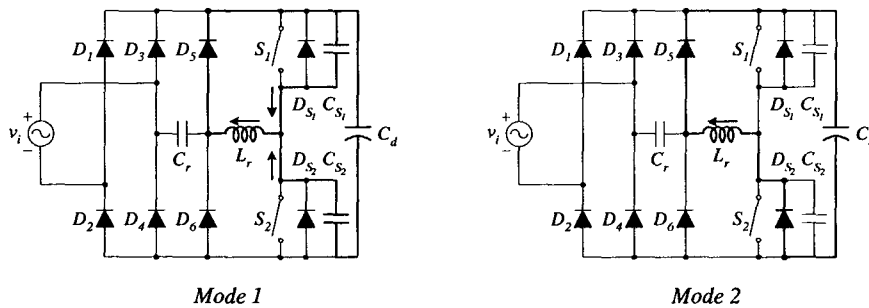 D1 D3 D5 S1
DS1 CS1
vi + −
Cr Lr Cd
DS2 CS2
D2 D4 D6 S2
Mode 1
D1 D3 D5 S1
DS1 CS1
vi + −
Cr Lr C
DS2 CS2
D2 D4 D6 S2
Mode 2